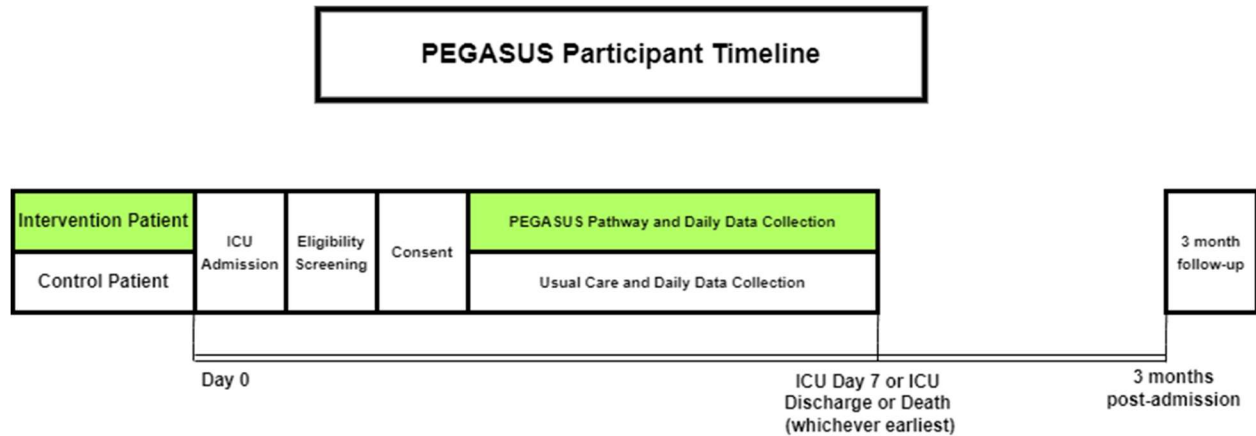 PEGASUS Participant Timeline
Intervention Patient
Control Patient
ICU
Admission
Eligibility
Screening
Consent
PEGASUS Pathway and Daily Data Collection
Usual Care and Daily Data Collection
3 month
follow-up
Day 0
ICU Day 7 or ICU
Discharge or Death
(whichever earliest)
3 months
post-admission